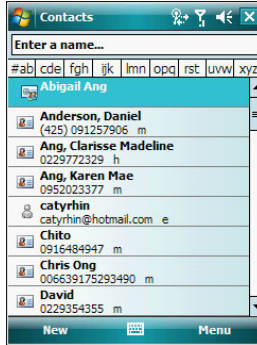 Contacts
Enter a name...
#ab cde fgh ijk lmn opq rst uvw xyz
Abigail Ang
Anderson, Daniel
(425) 091257906 m
Ang, Clarisse Madeline
0229772329 h
Ang, Karen Mae
0952023377 m
catyrhin
catyrhin@hotmail.com e
Chito
0916484947 m
Chris Ong
006639175293490 m
David
0229354355 m
New Menu